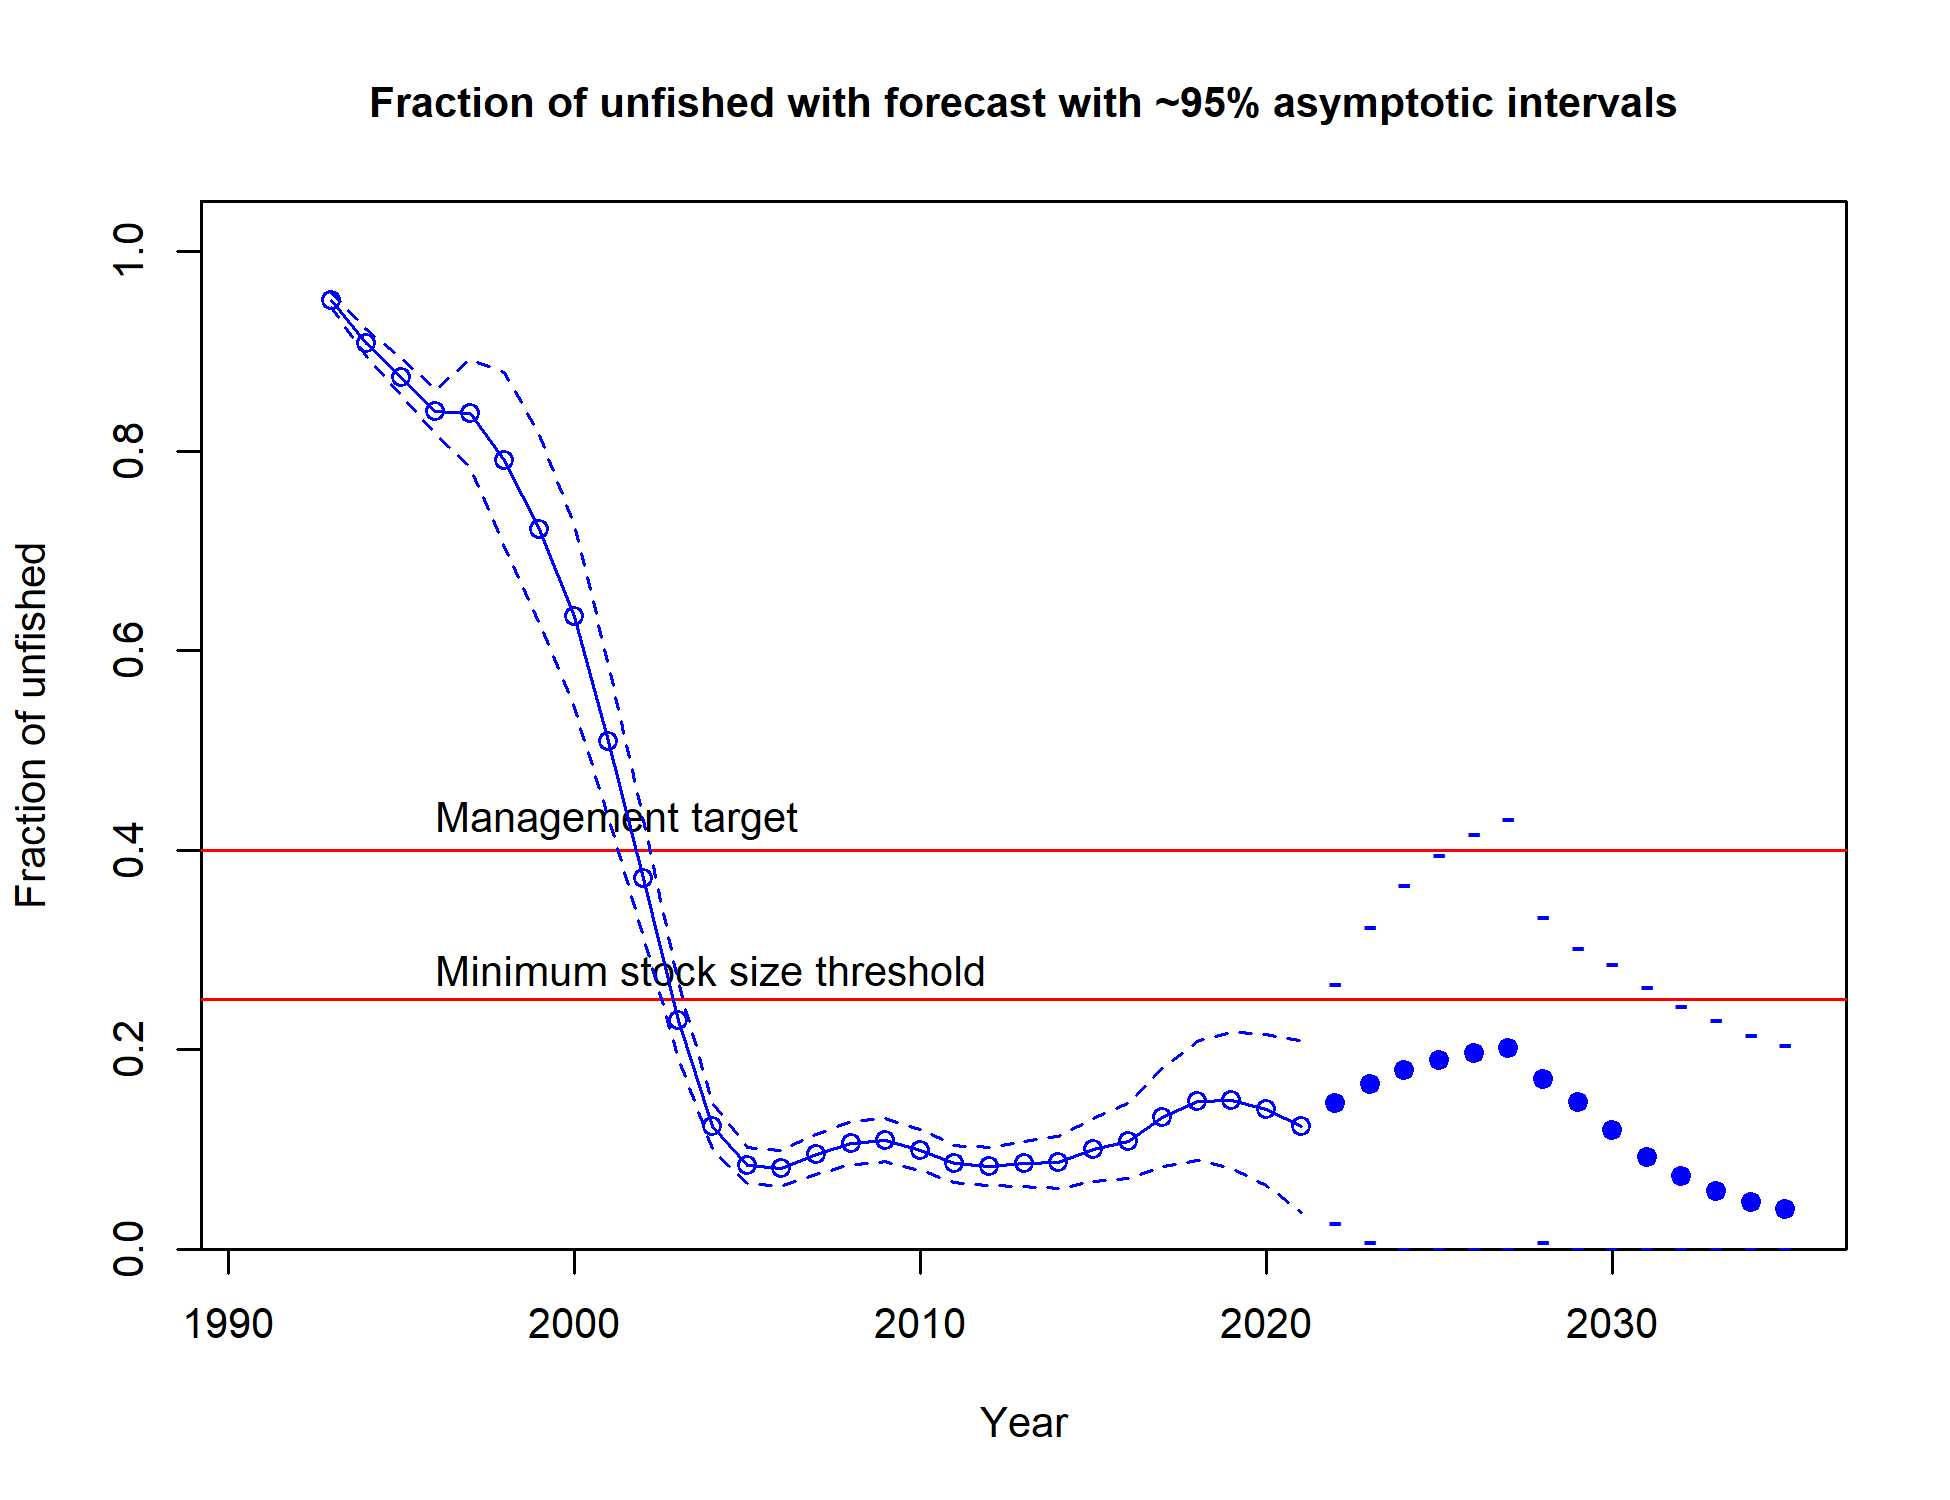 Fraction of unfished with forecast with ~95% asymptotic intervals
Fraction of unfished
1.0
0.8
0.6
0.4
0.2
0.0
Management target
Minimum stock size threshold
1990 2000 2010 2020 2030
Year